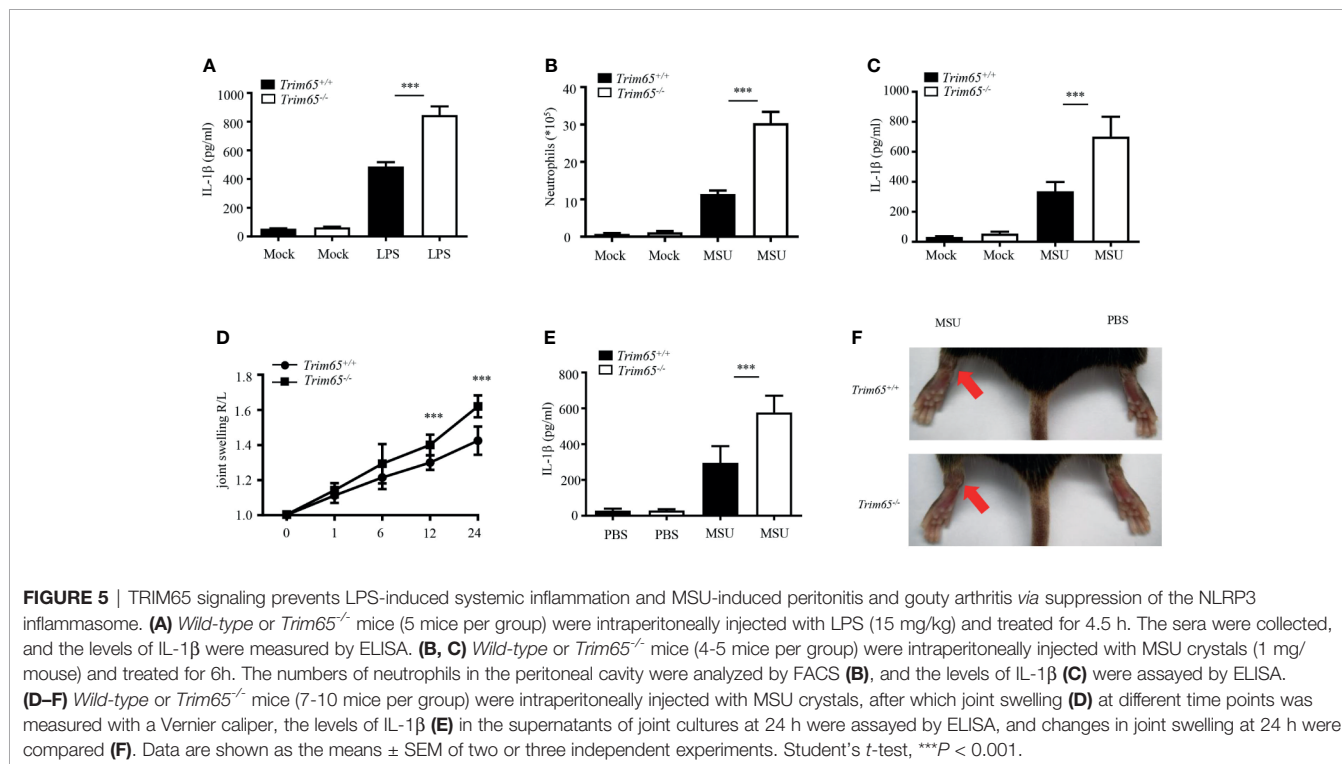 A
Trim65+/+
Trim65-/-
***
1000
800
600
400
200
0
IL-1β (pg/ml)
Mock Mock LPS LPS
B
Trim65+/+
Trim65-/-
***
40
30
20
10
0
Neutrophils (*10⁵)
Mock Mock MSU MSU
C
Trim65+/+
Trim65-/-
***
1000
800
600
400
200
0
IL-1β (pg/ml)
Mock Mock MSU MSU
D
Trim65+/+
Trim65-/-
***
***
1.8
1.6
1.4
1.2
1.0
joint swelling R/L
0 1 6 12 24
E
Trim65+/+
Trim65-/-
***
800
600
400
200
0
IL-1β (pg/ml)
PBS PBS MSU MSU
F
MSU PBS
Trim65+/+
Trim65-/-
FIGURE 5 | TRIM65 signaling prevents LPS-induced systemic inflammation and MSU-induced peritonitis and gouty arthritis via suppression of the NLRP3
inflammasome. (A) Wild-type or Trim65-/- mice (5 mice per group) were intraperitoneally injected with LPS (15 mg/kg) and treated for 4.5 h. The sera were collected,
and the levels of IL-1β were measured by ELISA. (B, C) Wild-type or Trim65-/- mice (4-5 mice per group) were intraperitoneally injected with MSU crystals (1 mg/
mouse) and treated for 6h. The numbers of neutrophils in the peritoneal cavity were analyzed by FACS (B), and the levels of IL-1β (C) were assayed by ELISA.
(D–F) Wild-type or Trim65-/- mice (7-10 mice per group) were intraperitoneally injected with MSU crystals, after which joint swelling (D) at different time points was
measured with a Vernier caliper, the levels of IL-1β (E) in the supernatants of joint cultures at 24 h were assayed by ELISA, and changes in joint swelling at 24 h were
compared (F). Data are shown as the means ± SEM of two or three independent experiments. Student's t-test, ***P < 0.001.